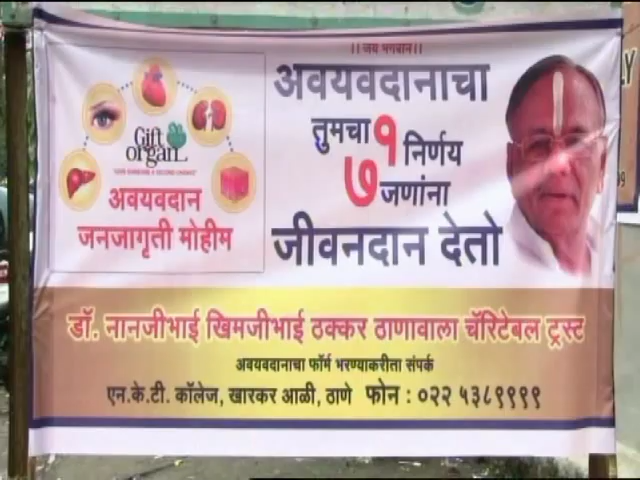 ।। जय भगवान।।
अवयवदानाचा
तुमचा १ निर्णय
७ जणांना
जीवनदान देतो
Gift
organ
अवयवदान
जनजागृती मोहीम
डॉ. नानजीभाई खिमजीभाई ठक्कर ठाणावाला चॅरिटेबल ट्रस्ट
अवयवदानाचा फॉर्म भरण्याकरीता संपर्क
एन.के.टी. कॉलेज, खारकर आळी, ठाणे फोन : ०२२ ५३८९९९९